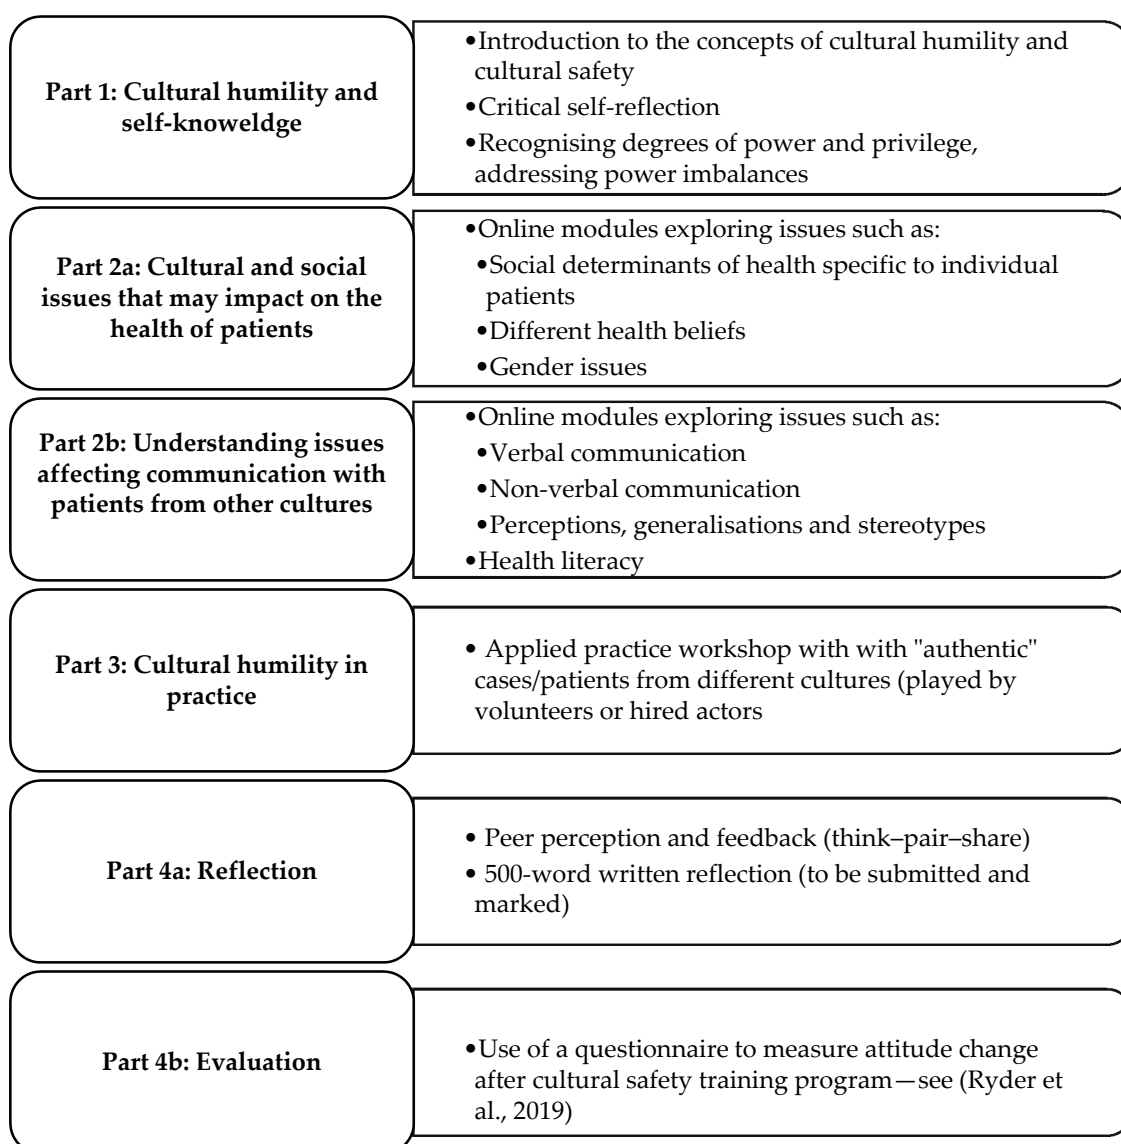 Part 1: Cultural humility and
self-knoweldge
•Introduction to the concepts of cultural humility and
cultural safety
•Critical self-reflection
•Recognising degrees of power and privilege,
addressing power imbalances
Part 2a: Cultural and social
issues that may impact on the
health of patients
•Online modules exploring issues such as:
•Social determinants of health specific to individual
patients
•Different health beliefs
•Gender issues
Part 2b: Understanding issues
affecting communication with
patients from other cultures
•Online modules exploring issues such as:
•Verbal communication
•Non-verbal communication
•Perceptions, generalisations and stereotypes
•Health literacy
Part 3: Cultural humility in
practice
• Applied practice workshop with with "authentic"
cases/patients from different cultures (played by
volunteers or hired actors
Part 4a: Reflection
• Peer perception and feedback (think–pair–share)
• 500-word written reflection (to be submitted and
marked)
Part 4b: Evaluation
•Use of a questionnaire to measure attitude change
after cultural safety training program—see (Ryder et
al., 2019)